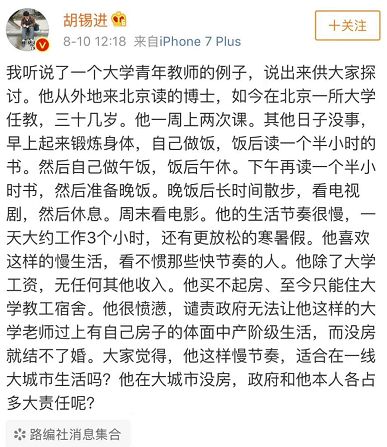 胡锡进
8-10 12:18 来自iPhone 7 Plus
+关注
我听说了一个大学青年教师的例子，说出来供大家探
讨。他从外地来北京读的博士，如今在北京一所大学
任教，三十几岁。他一周上两次课。其他日子没事，
早上起来锻炼身体，自己做饭，饭后读一个半小时的
书。然后自己做午饭，饭后午休。下午再读一个半小
时书，然后准备晚饭。晚饭后长时间散步，看电视
剧，然后休息。周末看电影。他的生活节奏很慢，一
天大约工作3个小时，还有更放松的寒暑假。他喜欢
这样的慢生活，看不惯那些快节奏的人。他除了大学
工资，无任何其他收入。他买不起房、至今只能住大
学教工宿舍。他很愤懑，谴责政府无法让他这样的大
学老师过上有自己房子的体面中产阶级生活，而没房
就结不了婚。大家觉得，他这样慢节奏，适合在一线
大城市生活吗？他在大城市没房，政府和他本人各占
多大责任呢？
路编社消息集合